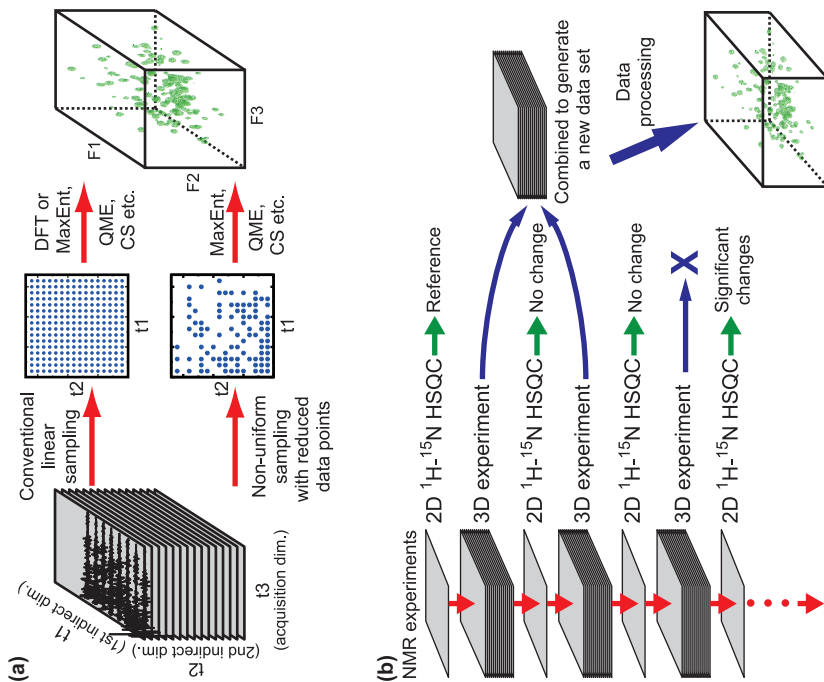 (a)
t1
(1st indirect dim.)
t2
(2nd indirect dim.)
t3
(acquisition dim.)
Conventional
linear
sampling
Non-uniform
sampling
with reduced
data points
t2
t1
t2
t1
DFT or
MaxEnt,
QME,
CS etc.
MaxEnt,
QME,
CS etc.
F1
F2
F3
(b)
NMR experiments
2D ¹H-¹⁵N HSQC
Reference
3D experiment
2D ¹H-¹⁵N HSQC
No change
3D experiment
2D ¹H-¹⁵N HSQC
No change
3D experiment
X
2D ¹H-¹⁵N HSQC
Significant
changes
Combined to generate
a new data set
Data
processing